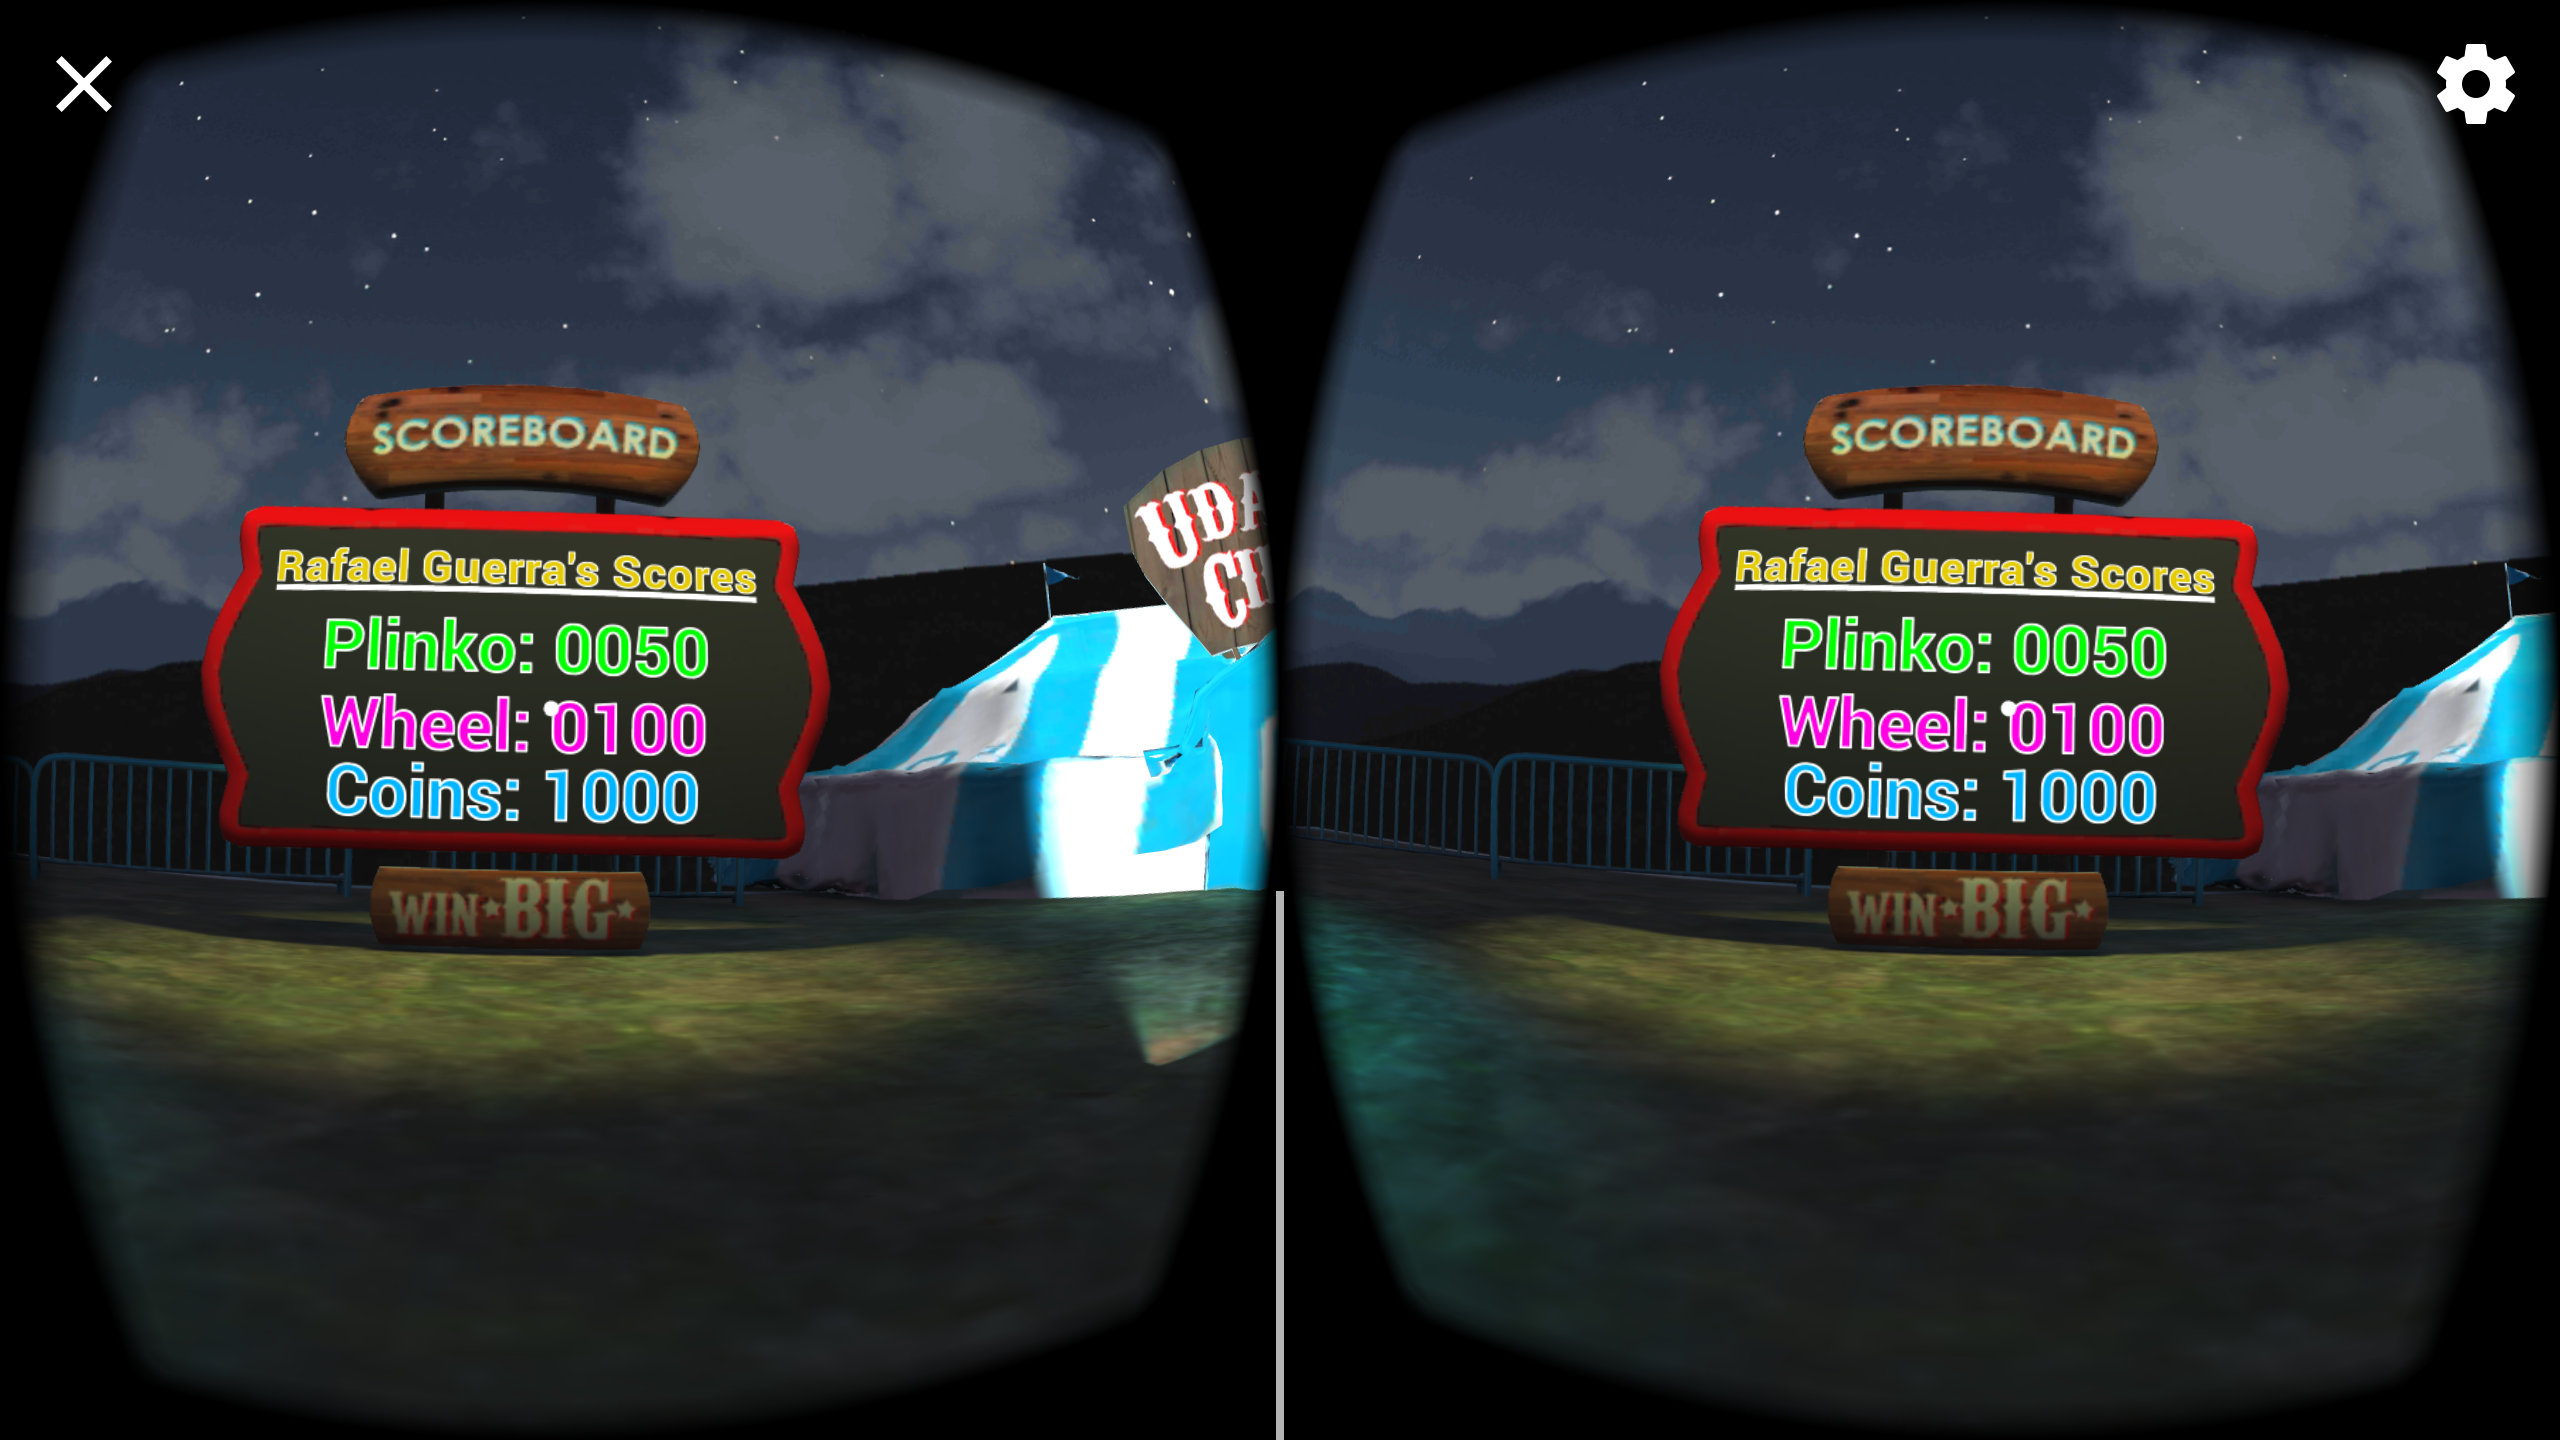 SCOREBOARD
Rafael Guerra's Scores
Plinko: 0050
Wheel: 0100
Coins: 1000
WIN★BIG★
SCOREBOARD
Rafael Guerra's Scores
Plinko: 0050
Wheel: 0100
Coins: 1000
WIN★BIG★